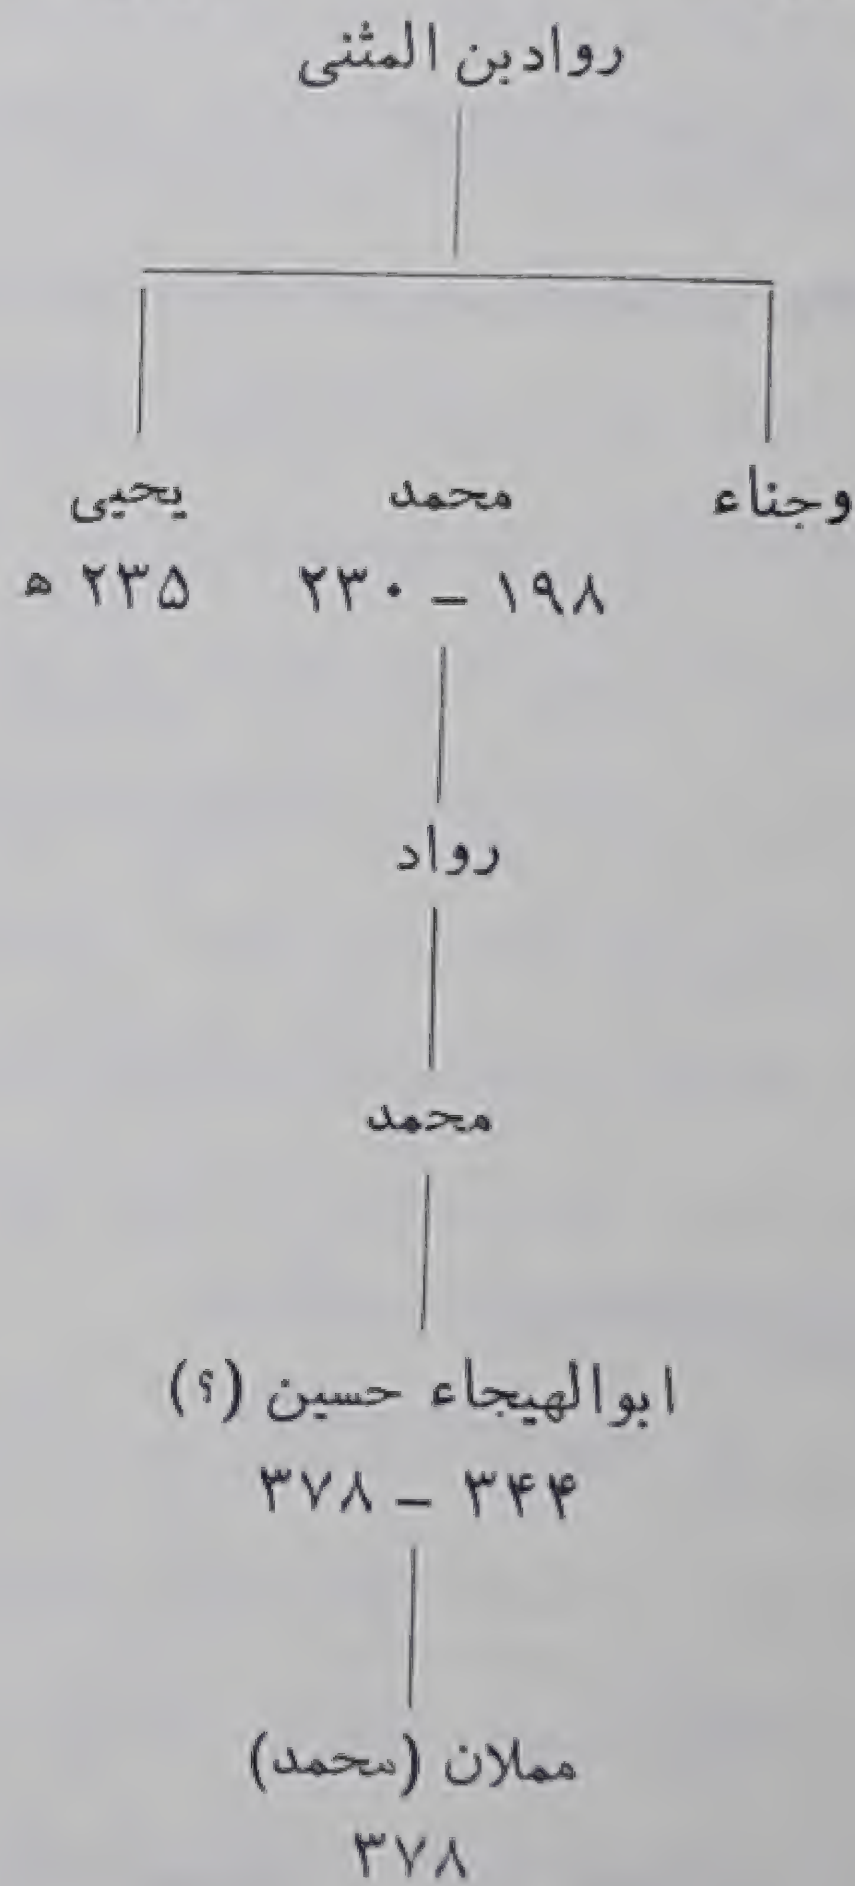 روادبن المثنی
وجناء محمد یحیی
۱۹۸ – ۲۳۰ ۲۳۵ ه
رواد
محمد
ابوالهیجاء حسین (؟)
۳۴۴ – ۳۷۸
مملان (محمد)
۳۷۸